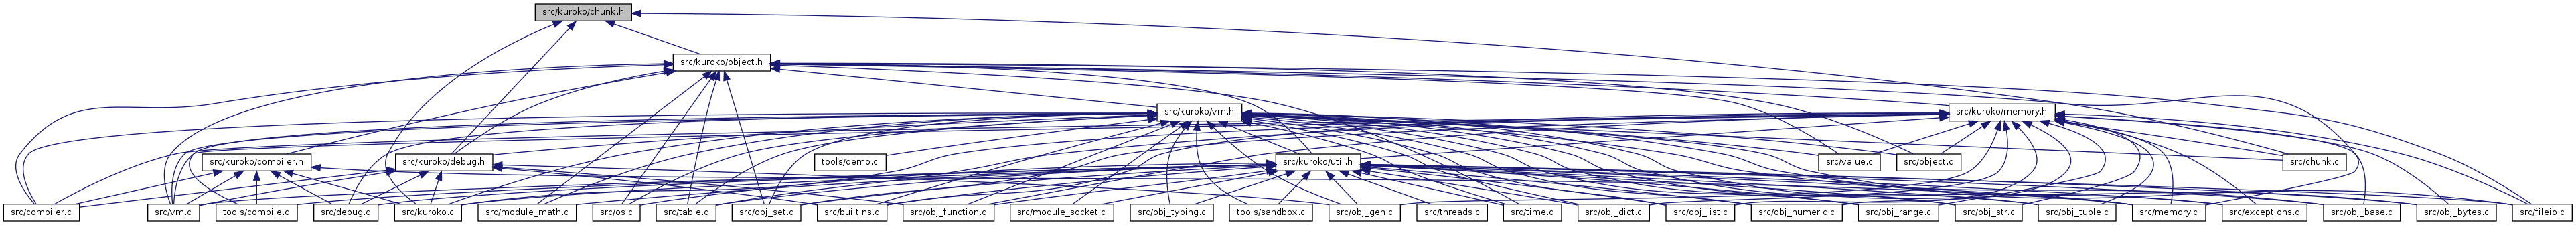 src/kuroko/chunk.h
src/kuroko/object.h
src/kuroko/vm.h
src/kuroko/memory.h
src/kuroko/compiler.h
src/kuroko/debug.h
tools/demo.c
src/kuroko/util.h
src/value.c
src/object.c
src/chunk.c
src/compiler.c
src/vm.c
tools/compile.c
src/debug.c
src/kuroko.c
src/module_math.c
src/os.c
src/table.c
src/obj_set.c
src/builtins.c
src/obj_function.c
src/module_socket.c
src/obj_typing.c
tools/sandbox.c
src/obj_gen.c
src/threads.c
src/time.c
src/obj_dict.c
src/obj_list.c
src/obj_numeric.c
src/obj_range.c
src/obj_str.c
src/obj_tuple.c
src/memory.c
src/exceptions.c
src/obj_base.c
src/obj_bytes.c
src/fileio.c